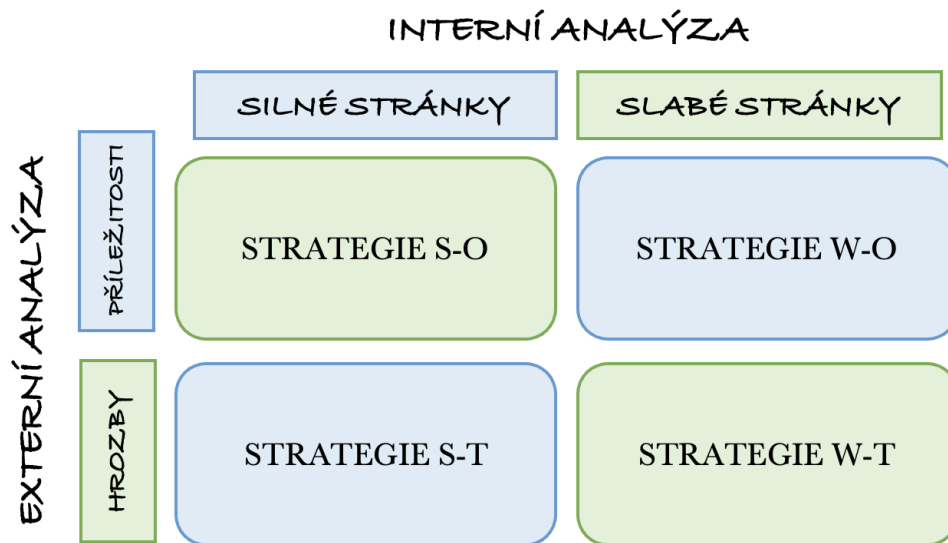 INTERNÍ ANALÝZA
SILNÉ STRÁNKY
SLABÉ STRÁNKY
EXTERNÍ ANALÝZA
PŘÍLEŽITOSTI
STRATEGIE S-O
STRATEGIE W-O
HROZBY
STRATEGIE S-T
STRATEGIE W-T